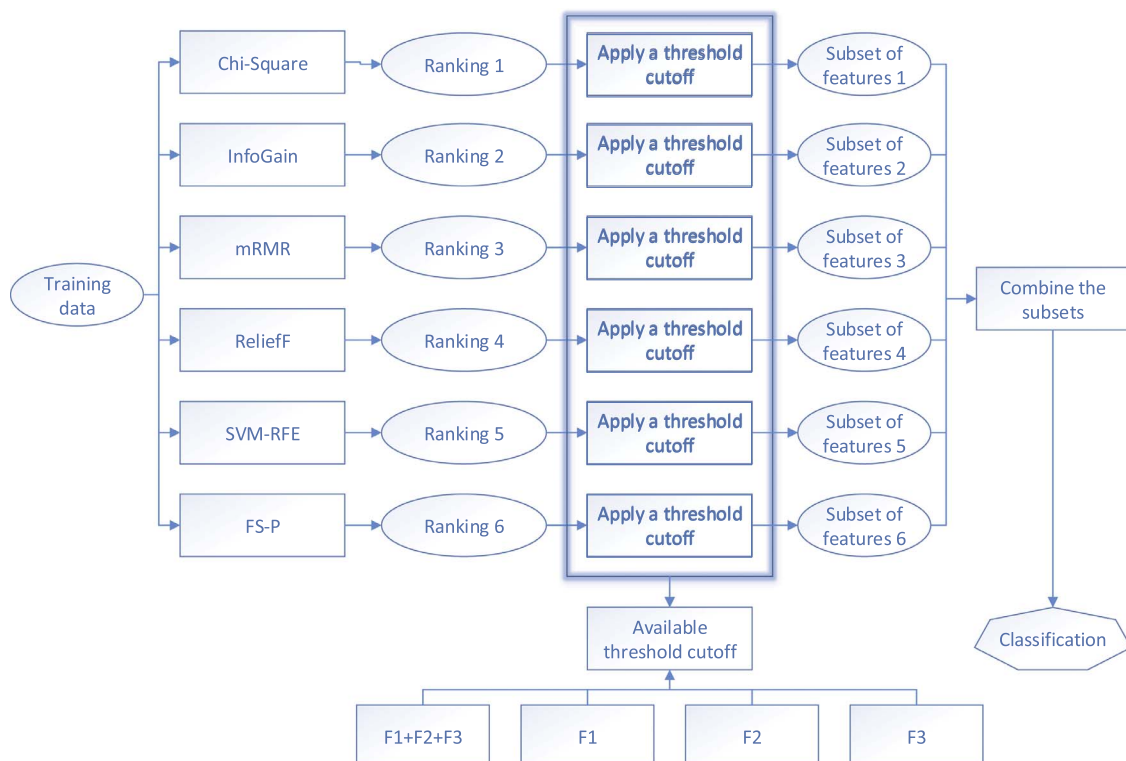 Chi-Square
Ranking 1
Apply a threshold
cutoff
Subset of
features 1
InfoGain
Ranking 2
Apply a threshold
cutoff
Subset of
features 2
mRMR
Ranking 3
Apply a threshold
cutoff
Subset of
features 3
Training
data
Combine the
subsets
ReliefF
Ranking 4
Apply a threshold
cutoff
Subset of
features 4
SVM-RFE
Ranking 5
Apply a threshold
cutoff
Subset of
features 5
FS-P
Ranking 6
Apply a threshold
cutoff
Subset of
features 6
Available
threshold cutoff
Classification
F1+F2+F3
F1
F2
F3